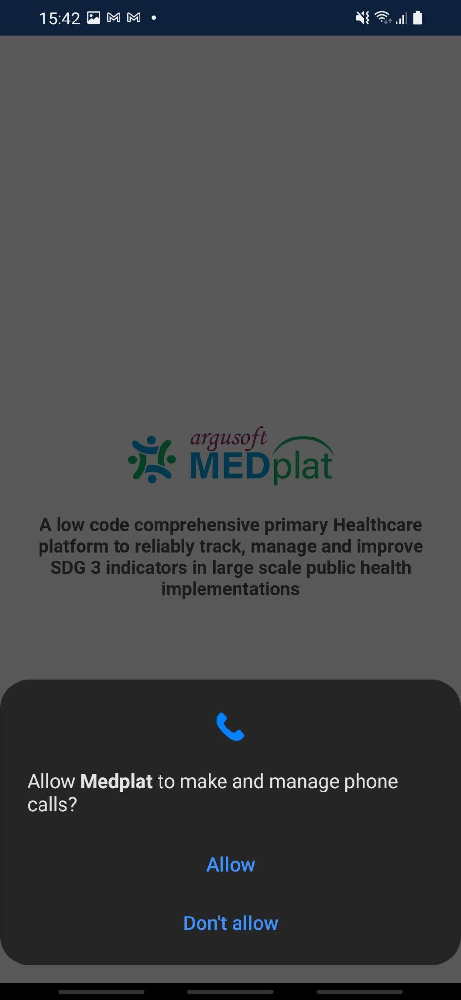 15:42
argusoft
MEDplat
A low code comprehensive primary Healthcare
platform to reliably track, manage and improve
SDG 3 indicators in large scale public health
implementations
Allow Medplat to make and manage phone
calls?
Allow
Don't allow